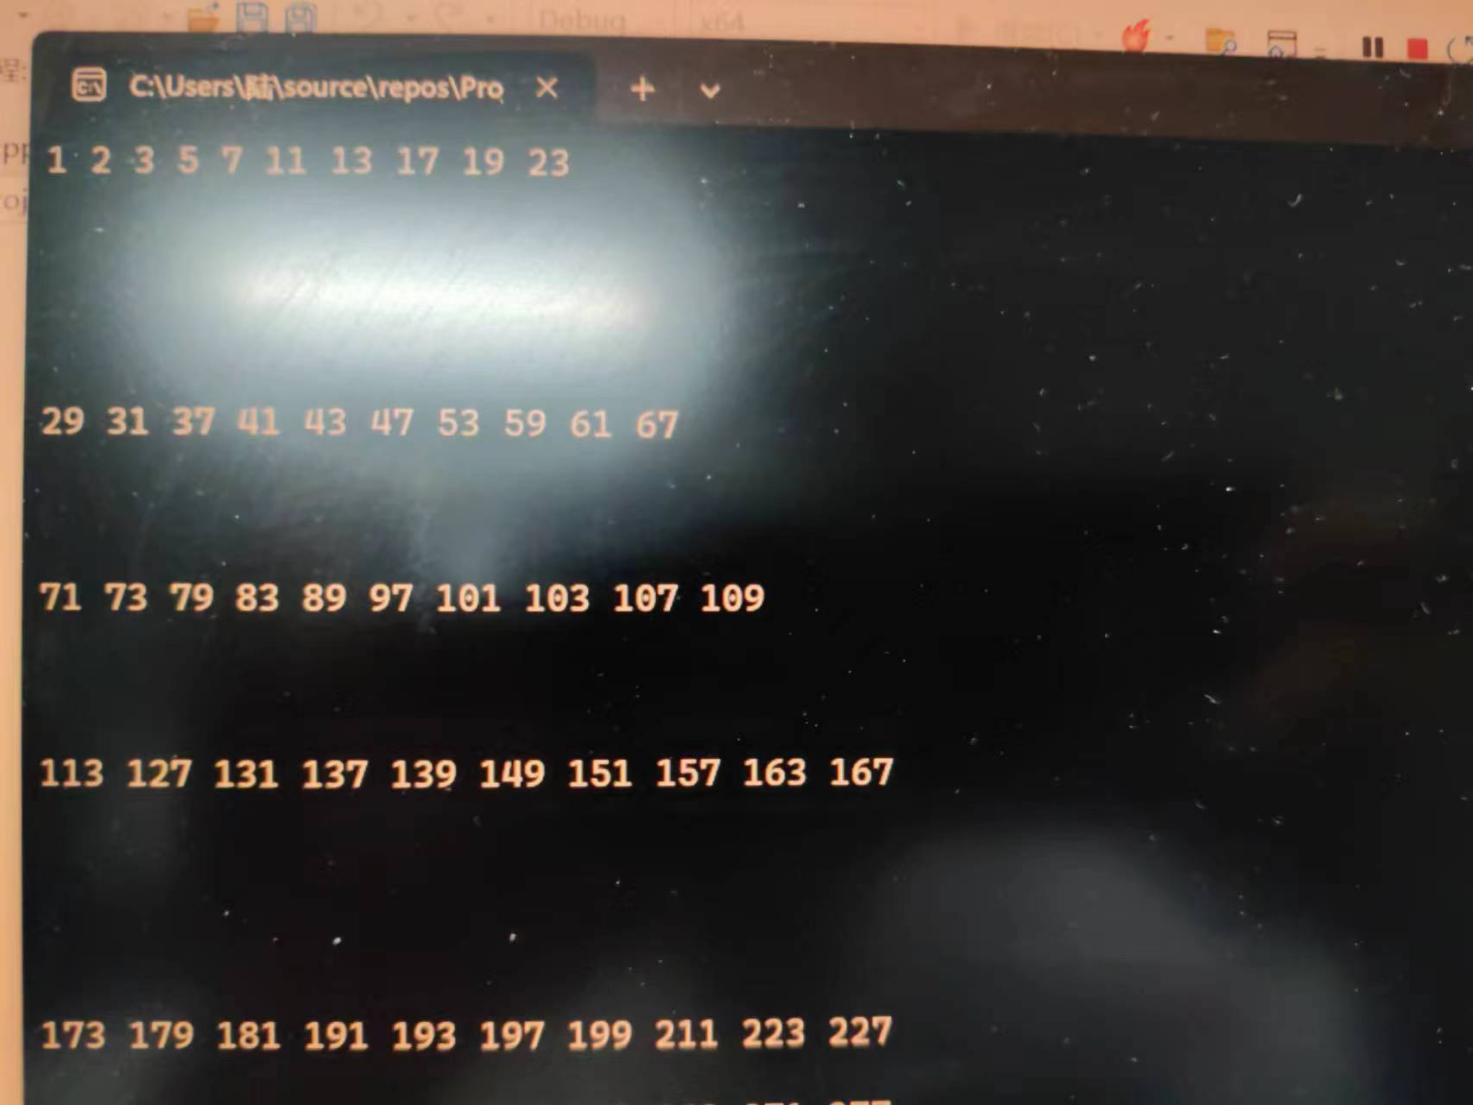 Debug x64
C:\Users\ \source\repos\Pro
1 2 3 5 7 11 13 17 19 23
29 31 37 41 43 47 53 59 61 67
71 73 79 83 89 97 101 103 107 109
113 127 131 137 139 149 151 157 163 167
173 179 181 191 193 197 199 211 223 227